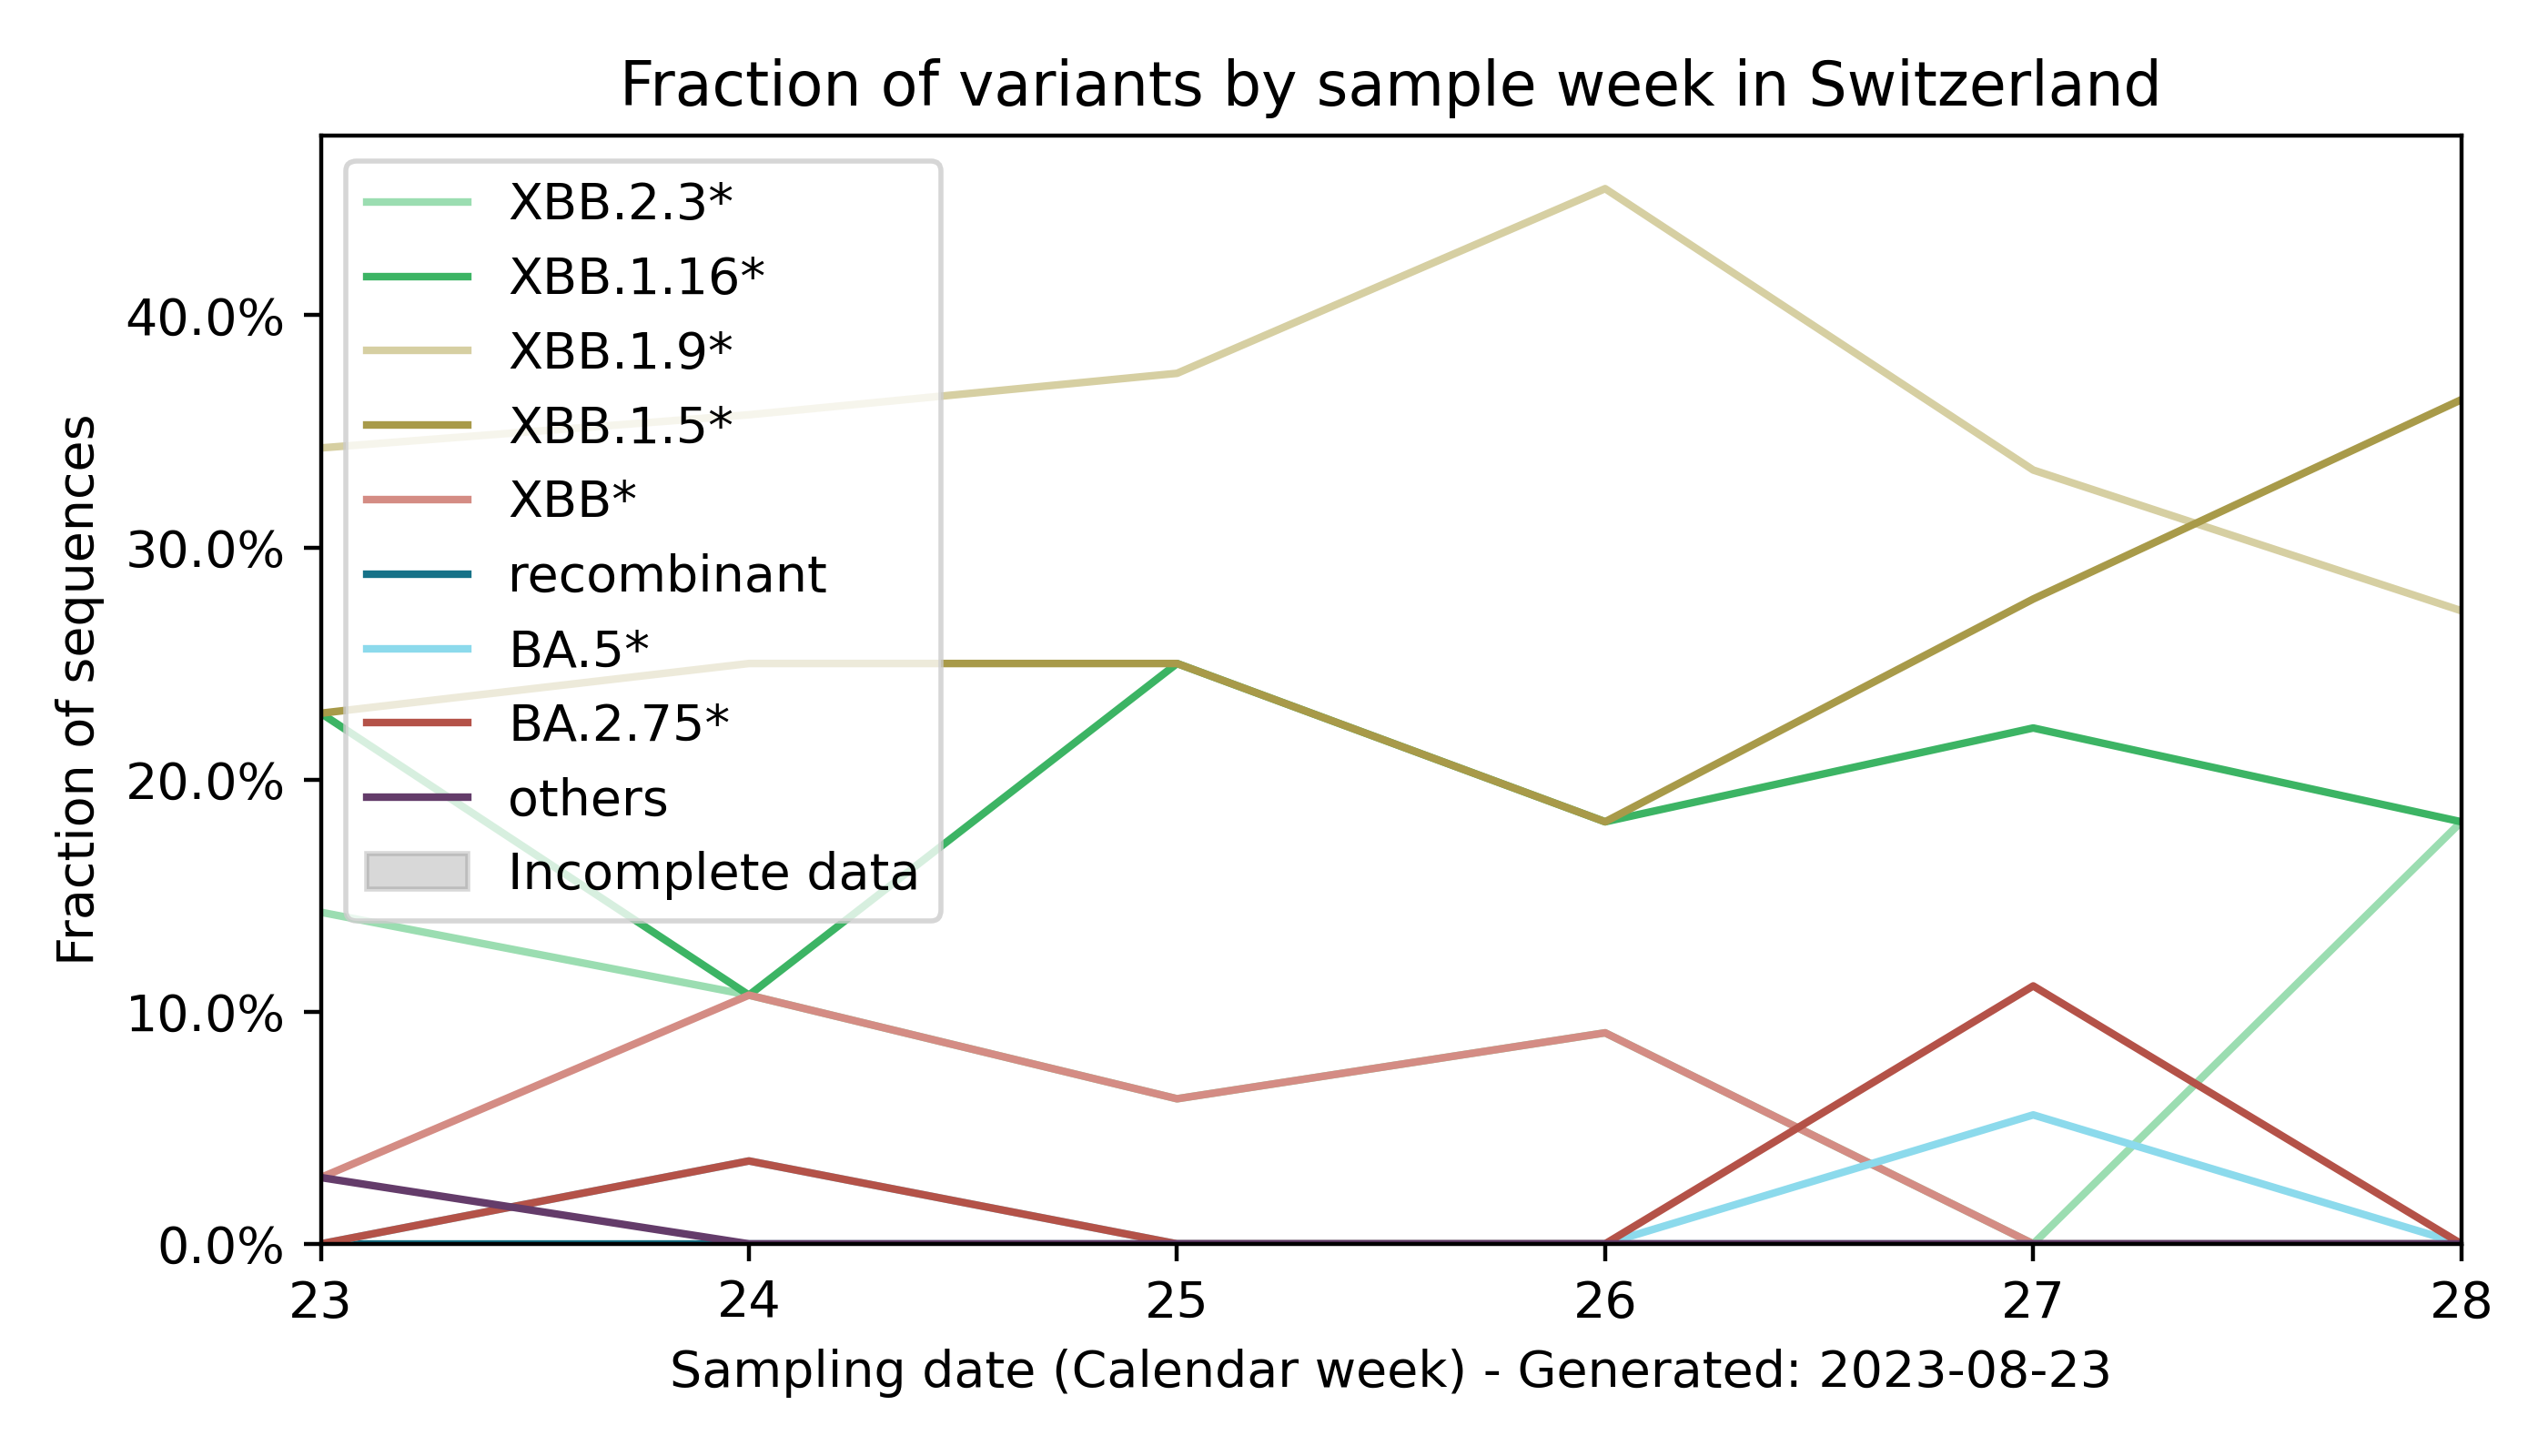 Fraction of variants by sample week in Switzerland
Fraction of sequences
40.0%
30.0%
20.0%
10.0%
0.0%
XBB.2.3*
XBB.1.16*
XBB.1.9*
XBB.1.5*
XBB*
recombinant
BA.5*
BA.2.75*
others
Incomplete data
23 24 25 26 27 28
Sampling date (Calendar week) - Generated: 2023-08-23